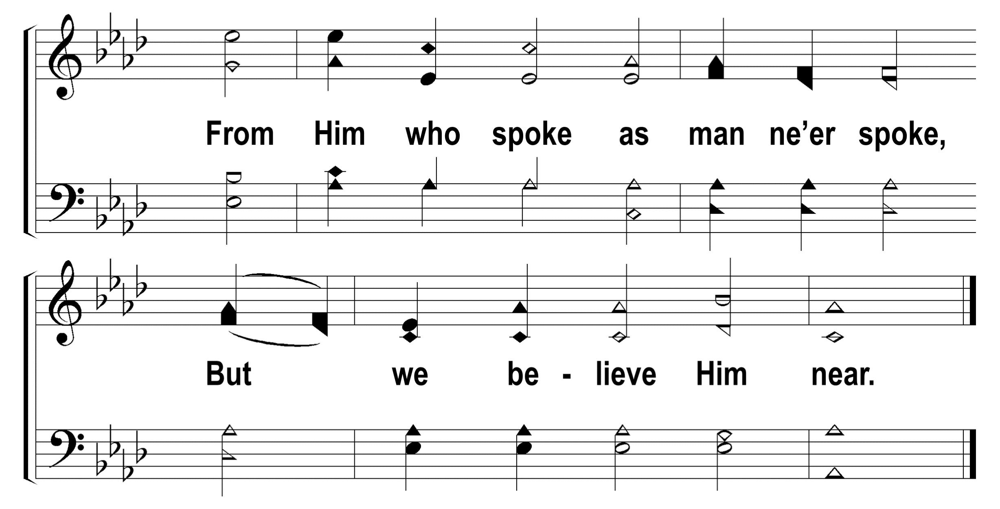 From Him who spoke as man ne’er spoke,
But we be - lieve Him near.